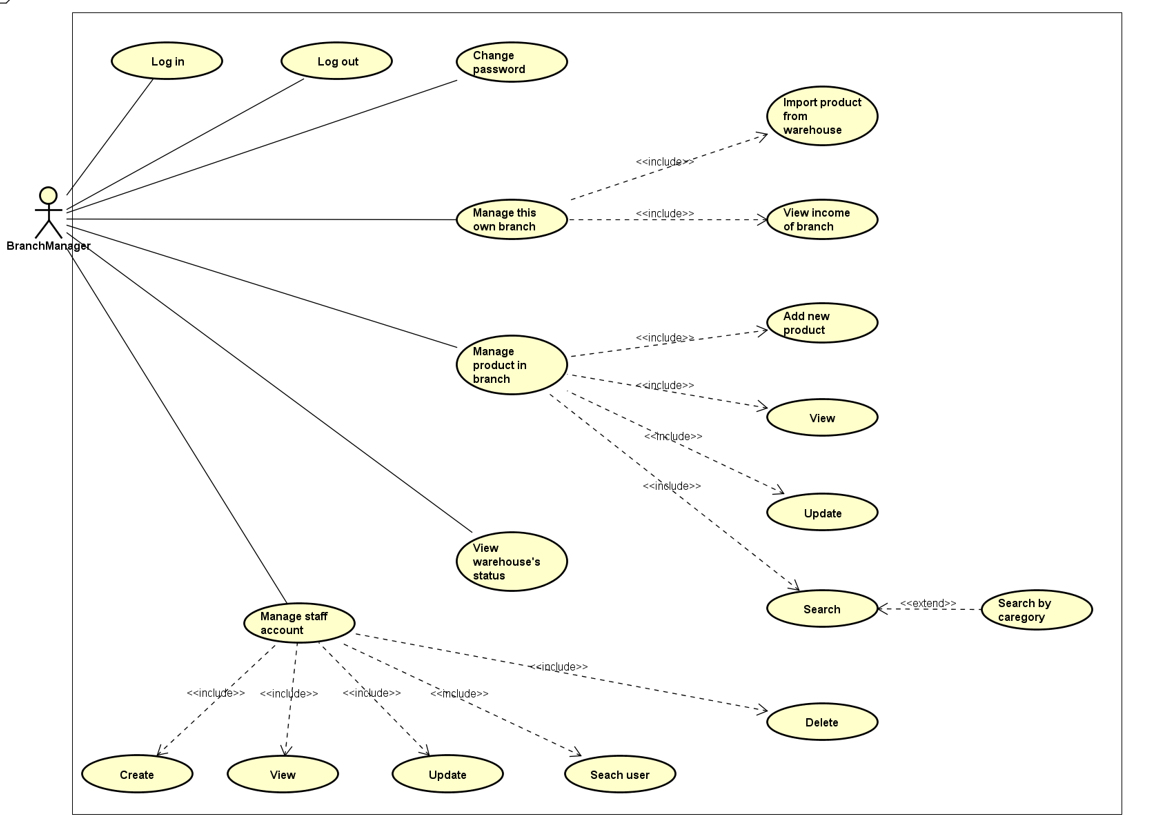 Log in
Log out
Change
password
Import product
from
warehouse
<<include>>
BranchManager
Manage this
own branch
<<include>>
View income
of branch
Add new
product
<<include>>
Manage
product in
branch
<<include>>
View
<<include>>
<<include>>
Update
View
warehouse's
status
Search
<<extend>>
Search by
caregory
Manage staff
account
<<include>>
<<include>>
<<include>>
<<include>>
<<include>>
Delete
Create
View
Update
Seach user